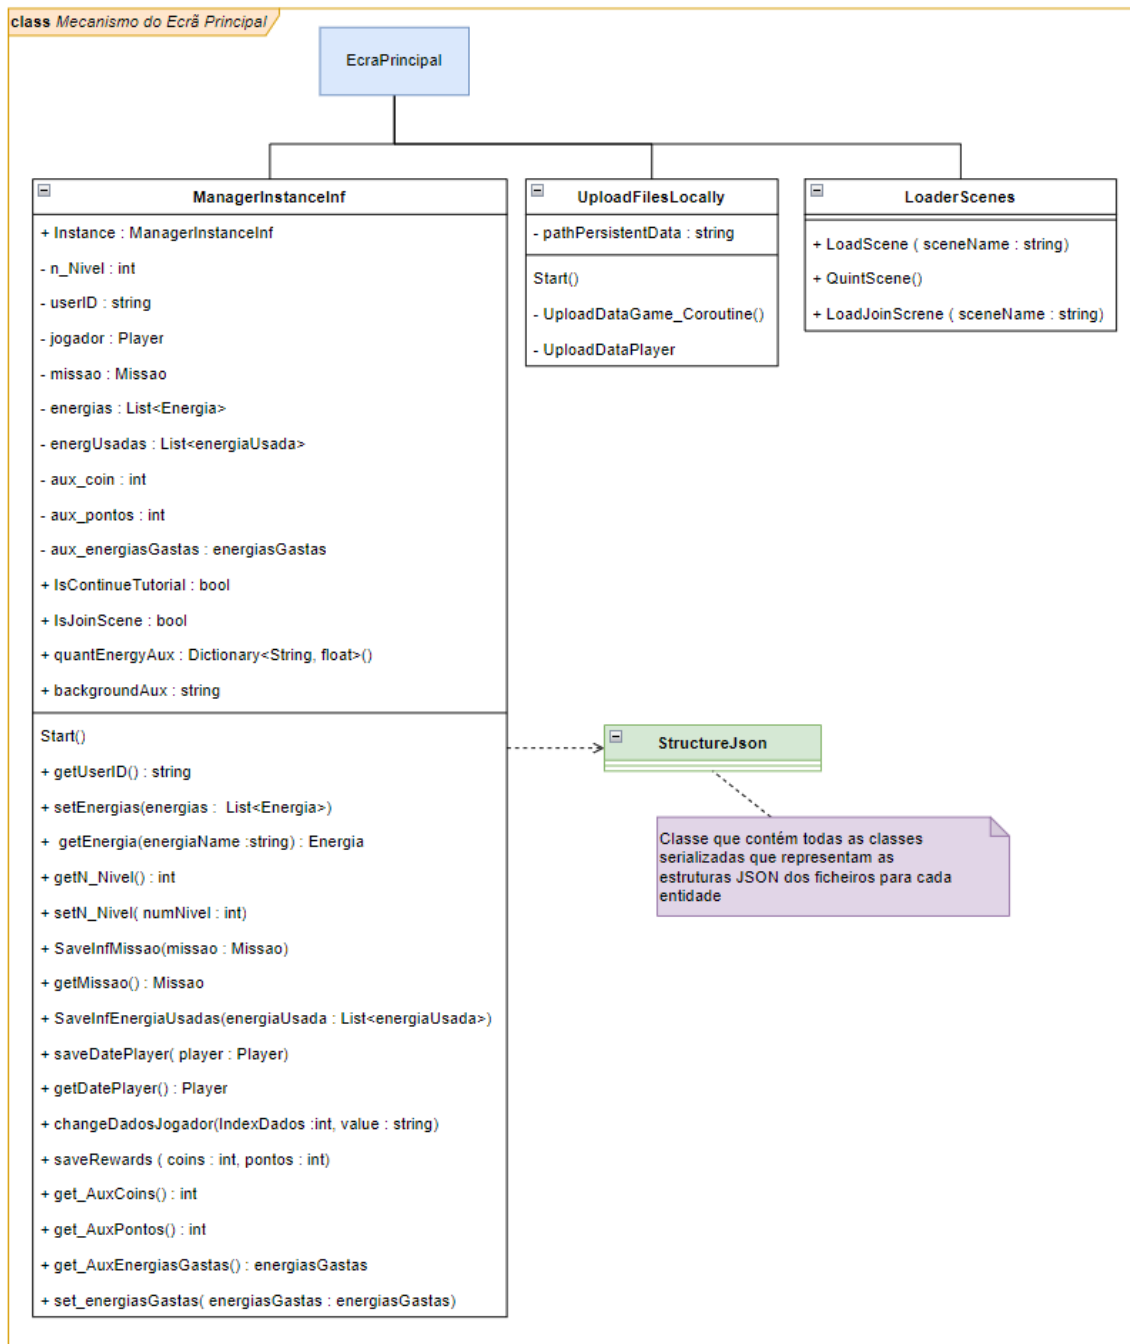 class Mecanismo do Ecrã Principal
EcraPrincipal
ManagerInstanceInf
+ Instance : ManagerInstanceInf
- n_Nivel : int
- userID : string
- jogador : Player
- missao : Missao
- energias : List<Energia>
- energUsadas : List<energiaUsada>
- aux_coin : int
- aux_pontos : int
- aux_energiasGastas : energiasGastas
+ IsContinueTutorial : bool
+ IsJoinScene : bool
+ quantEnergyAux : Dictionary<String, float>()
+ backgroundAux : string
Start()
+ getUserID() : string
+ setEnergias(energias : List<Energia>)
+ getEnergia(energiaName :string) : Energia
+ getN_Nivel() : int
+ setN_Nivel( numNivel : int)
+ SaveInfMissao(missao : Missao)
+ getMissao() : Missao
+ SaveInfEnergiaUsadas(energiaUsada : List<energiaUsada>)
+ saveDatePlayer( player : Player)
+ getDatePlayer() : Player
+ changeDadosJogador(IndexDados :int, value : string)
+ saveRewards ( coins : int, pontos : int)
+ get_AuxCoins() : int
+ get_AuxPontos() : int
+ get_AuxEnergiasGastas() : energiasGastas
+ set_energiasGastas( energiasGastas : energiasGastas)
UploadFilesLocally
- pathPersistentData : string
Start()
- UploadDataGame_Coroutine()
- UploadDataPlayer
LoaderScenes
+ LoadScene ( sceneName : string)
+ QuintScene()
+ LoadJoinScrene ( sceneName : string)
StructureJson
Classe que contém todas as classes
serializadas que representam as
estruturas JSON dos ficheiros para cada
entidade